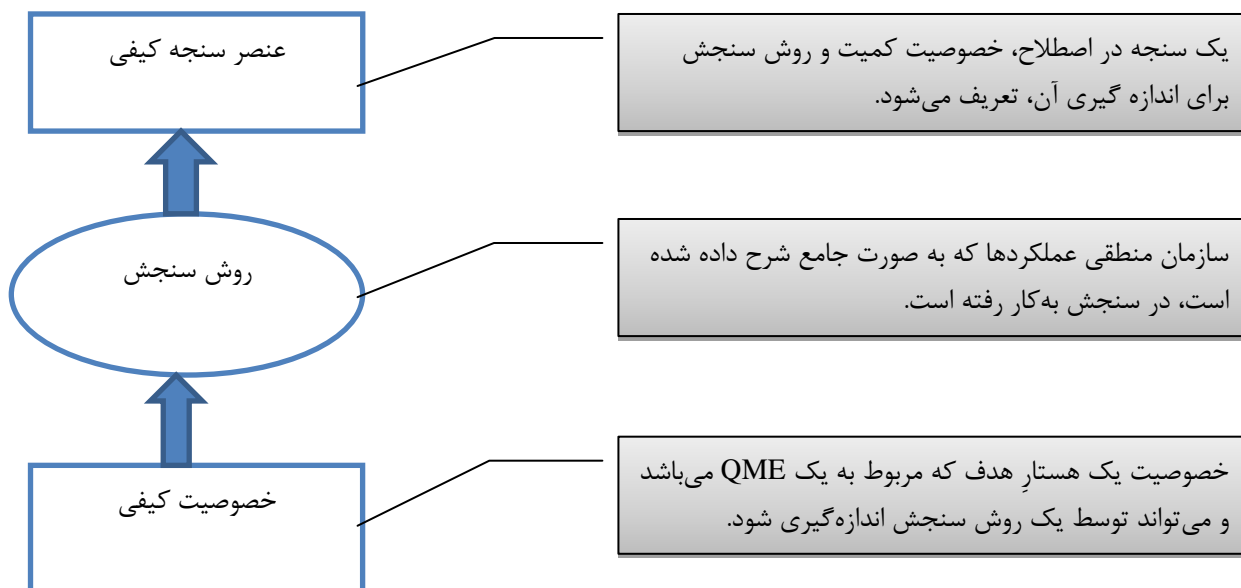 عنصر سنجه کیفی
یک سنجه در اصطلاح، خصوصیت کمیت و روش سنجش
برای اندازه گیری آن، تعریف می‌شود.
روش سنجش
سازمان منطقی عملکردها که به صورت جامع شرح داده شده
است، در سنجش به‌کار رفته است.
خصوصیت کیفی
خصوصیت یک هستارِ هدف که مربوط به یک QME می‌باشد
و می‌تواند توسط یک روش سنجش اندازه‌گیری شود.